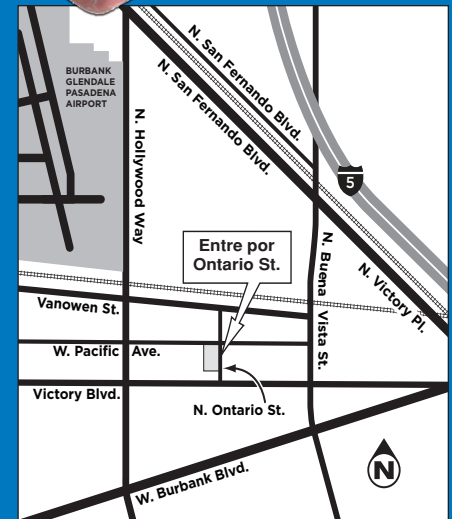 N. San Fernando Blvd.
N. San Fernando Blvd.
BURBANK
GLENDALE
PASADENA
AIRPORT
N. Hollywood Way
5
Entre por
Ontario St.
N. Buena Vista St.
N. Victory Pl.
Vanowen St.
W. Pacific Ave.
Victory Blvd.
N. Ontario St.
W. Burbank Blvd.
N